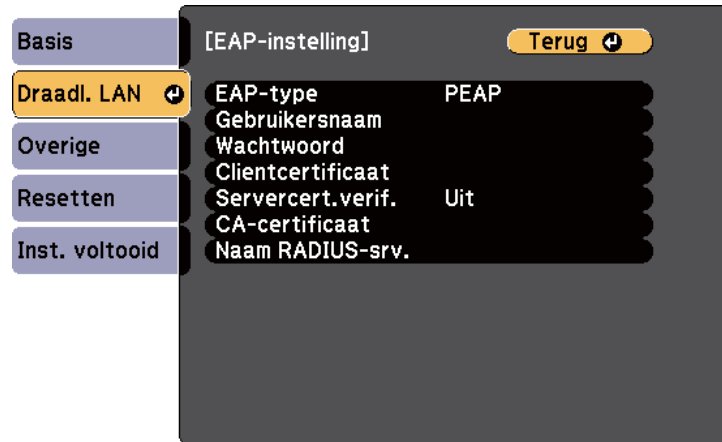 Basis
Draadl. LAN
Overige
Resetten
Inst. voltooid
[EAP-instelling]
Terug
EAP-type PEAP
Gebruikersnaam
Wachtwoord
Clientcertificaat
Servercert.verif. Uit
CA-certificaat
Naam RADIUS-srv.